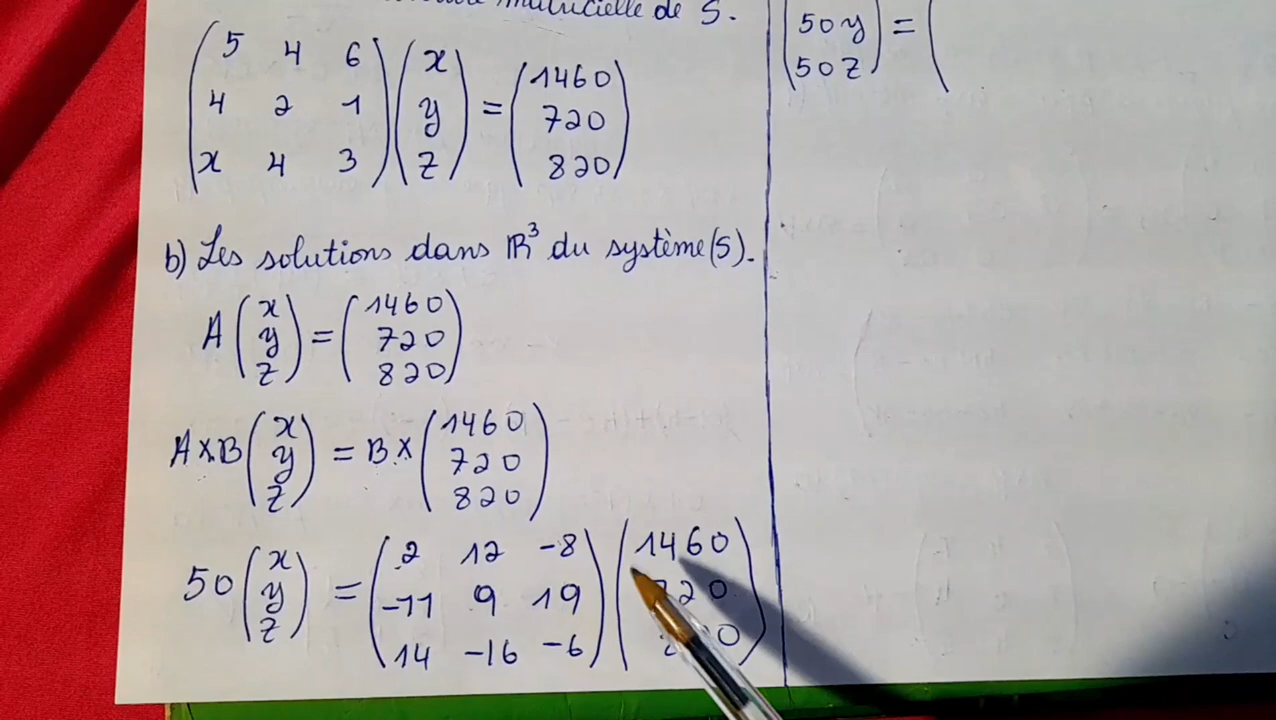 matricielle de S.
(5 4 6) (x) = (1460)
(4 2 1) (y) (720)
(x 4 3) (z) (820)
b) Les solutions dans ℝ³ du système (S).
A (x) = (1460)
(y) (720)
(z) (820)
A×B (x) = B× (1460)
(y) (720)
(z) (820)
50 (x) = (2 12 -8) (1460)
(y) (-11 9 19) (20)
(z) (14 -16 -6) (0)
(50y) = (
(50z)